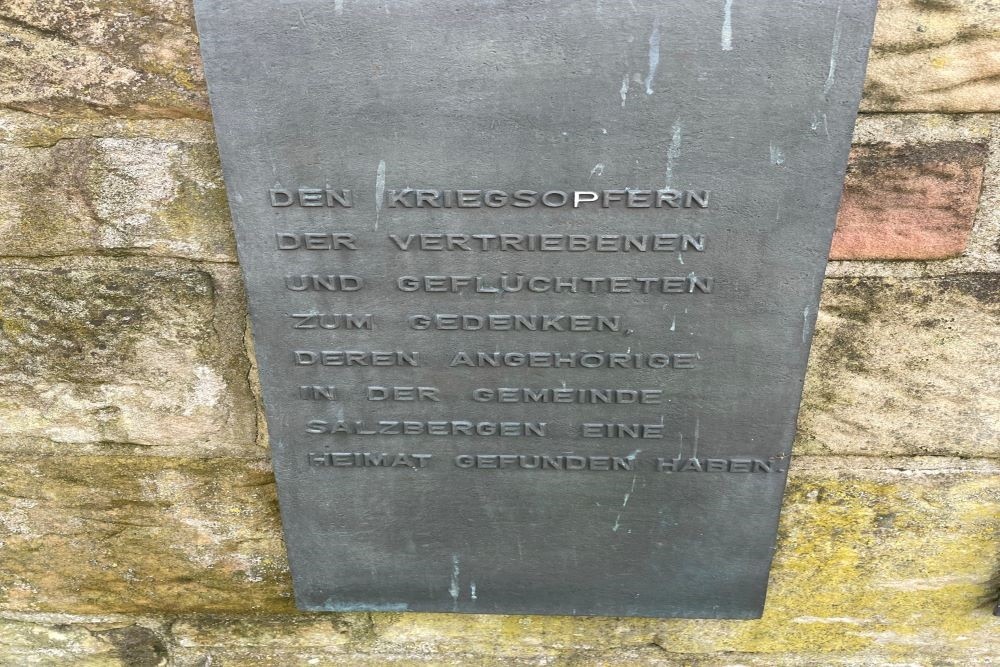 DEN KRIEGSOPFERN
DER VERTRIEBENEN
UND GEFLÜCHTETEN
ZUM GEDENKEN,
DEREN ANGEHÖRIGE
IN DER GEMEINDE
SALZBERGEN EINE
HEIMAT GEFUNDEN HABEN.